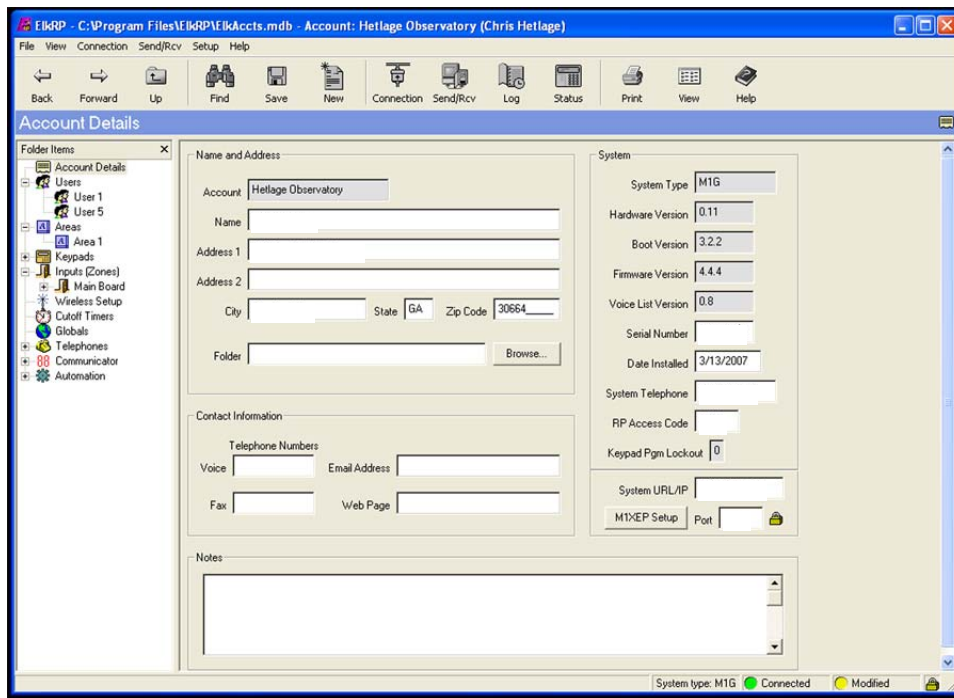 ElkRP - C:\Program Files\ElkRP\ElkAccts.mdb - Account: Hetlage Observatory (Chris Hetlage)
File View Connection Send/Rcv Setup Help
Back Forward Up Find Save New Connection Send/Rcv Log Status Print View Help
Account Details
Folder Items
Account Details
Users
User 1
User 5
Areas
Area 1
Keypads
Inputs (Zones)
Main Board
Wireless Setup
Cutoff Timers
Globals
Telephones
88 Communicator
Automation
Name and Address
Account Hetlage Observatory
Name
Address 1
Address 2
City State GA Zip Code 30664____
Folder Browse...
Contact Information
Telephone Numbers
Voice Email Address
Fax Web Page
System
System Type M1G
Hardware Version 0.11
Boot Version 3.2.2
Firmware Version 4.4.4
Voice List Version 0.8
Serial Number
Date Installed 3/13/2007
System Telephone
RP Access Code
Keypad Pgm Lockout 0
System URL/IP
M1XEP Setup Port
Notes
System type: M1G Connected Modified